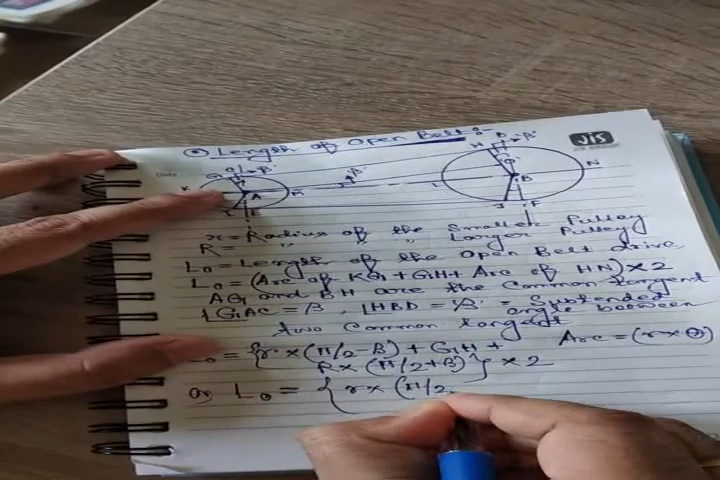 Length of Open Belt :-
JJS
G C β'
H D β'
K A M β'
L B N
I E
J F
r = Radius of the Smaller Pulley
R = " " " Larger Pulley
L₀ = Length of the Open Belt drive
L₀ = (Arc of KG + GH + Arc of HN) × 2
AG and BH are the common tangent
∠GAC = β, ∠HBD = β = Subtended angle between
two common tangent.
Arc = (r × θ)
L₀ = {r × (π/2 - β) + GH +
R × (π/2 + β)} × 2
or L₀ = {r × (π/2